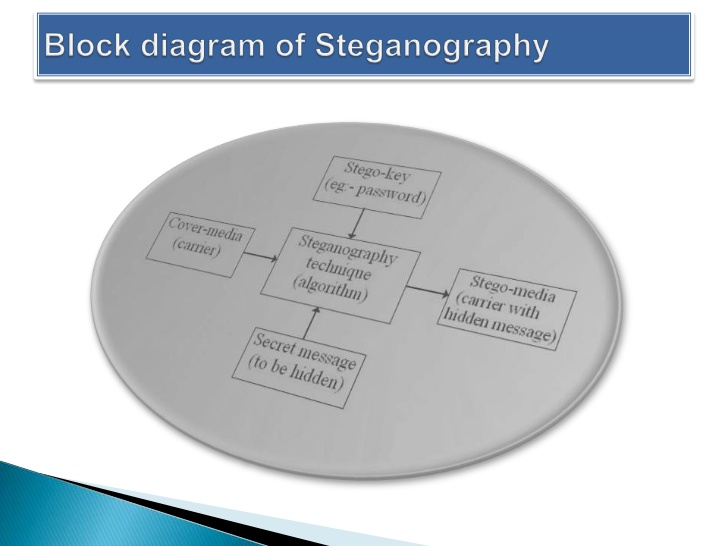 Block diagram of Steganography
Stego-key
(eg:- password)
Cover-media
(carrier)
Steganography
technique
(algorithm)
Stego-media
(carrier with
hidden message)
Secret message
(to be hidden)